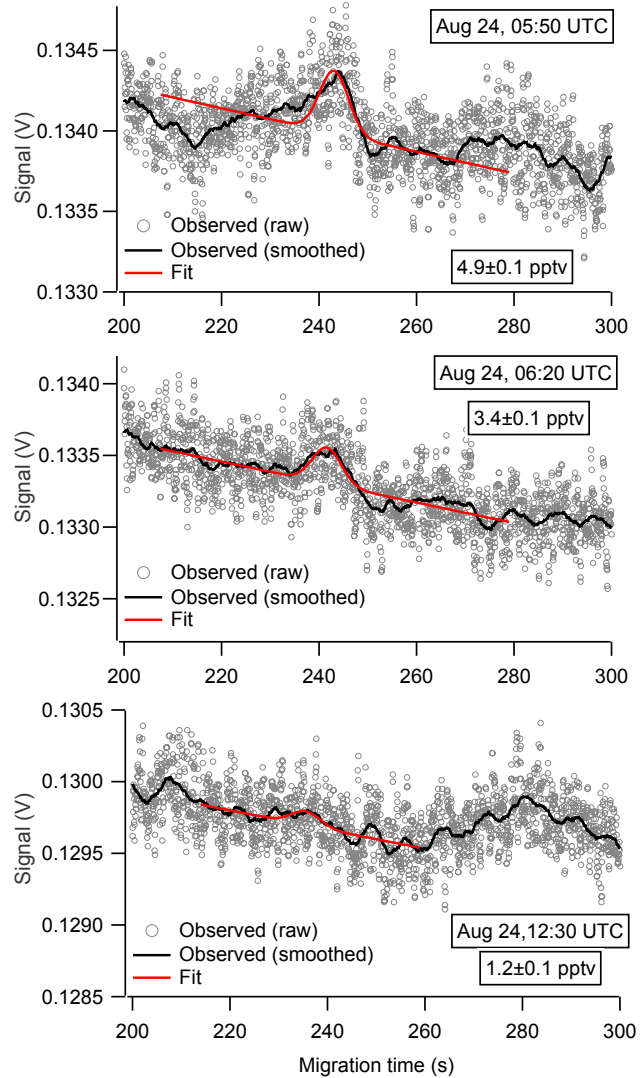 Aug 24, 05:50 UTC
0.1345
0.1340
0.1335
0.1330
Signal (V)
Observed (raw)
Observed (smoothed)
Fit
4.9±0.1 pptv
200 220 240 260 280 300
Aug 24, 06:20 UTC
3.4±0.1 pptv
0.1340
0.1335
0.1330
0.1325
Signal (V)
Observed (raw)
Observed (smoothed)
Fit
200 220 240 260 280 300
0.1305
0.1300
0.1295
0.1290
0.1285
Signal (V)
Observed (raw)
Observed (smoothed)
Fit
Aug 24,12:30 UTC
1.2±0.1 pptv
200 220 240 260 280 300
Migration time (s)